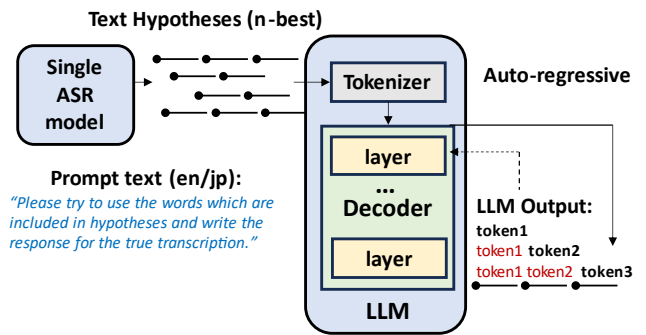 Text Hypotheses (n-best)
Single
ASR
model
Tokenizer
Auto-regressive
layer
...
Decoder
layer
LLM
Prompt text (en/jp):
“Please try to use the words which are
included in hypotheses and write the
response for the true transcription.”
LLM Output:
token1
token1 token2
token1 token2 token3